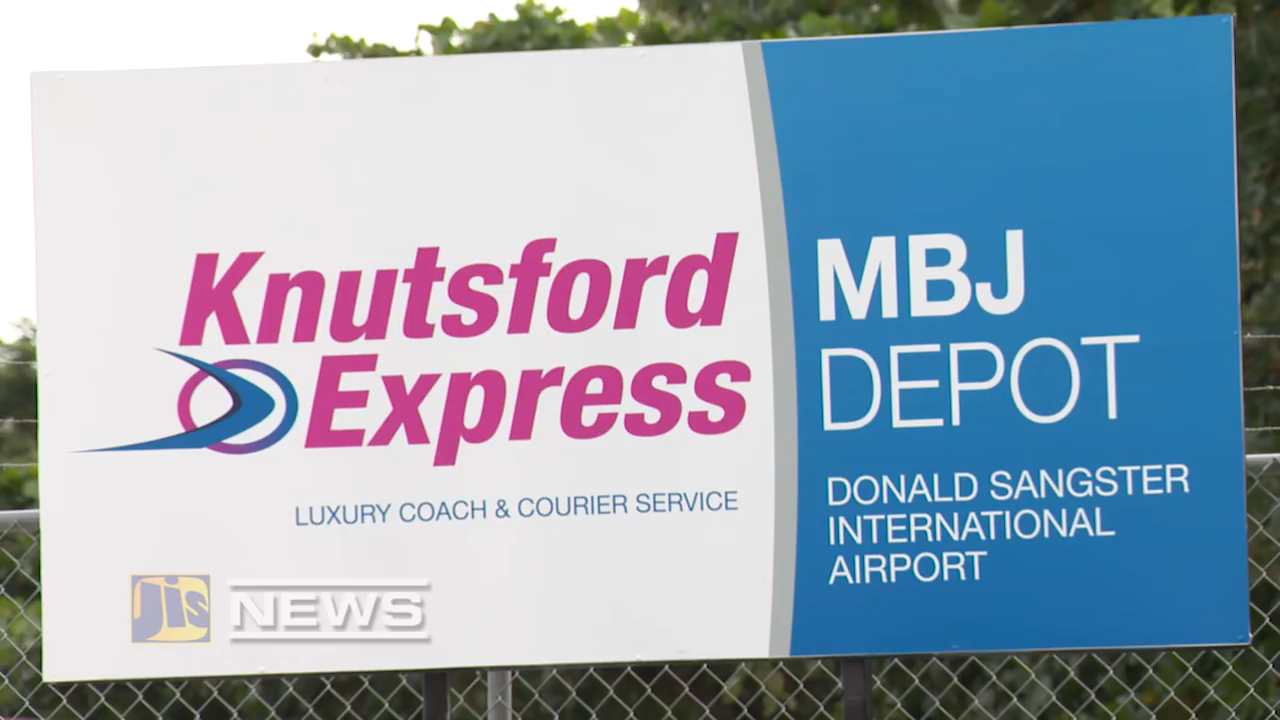 Knutsford
Express
LUXURY COACH & COURIER SERVICE
MBJ
DEPOT
DONALD SANGSTER
INTERNATIONAL
AIRPORT
Jis NEWS